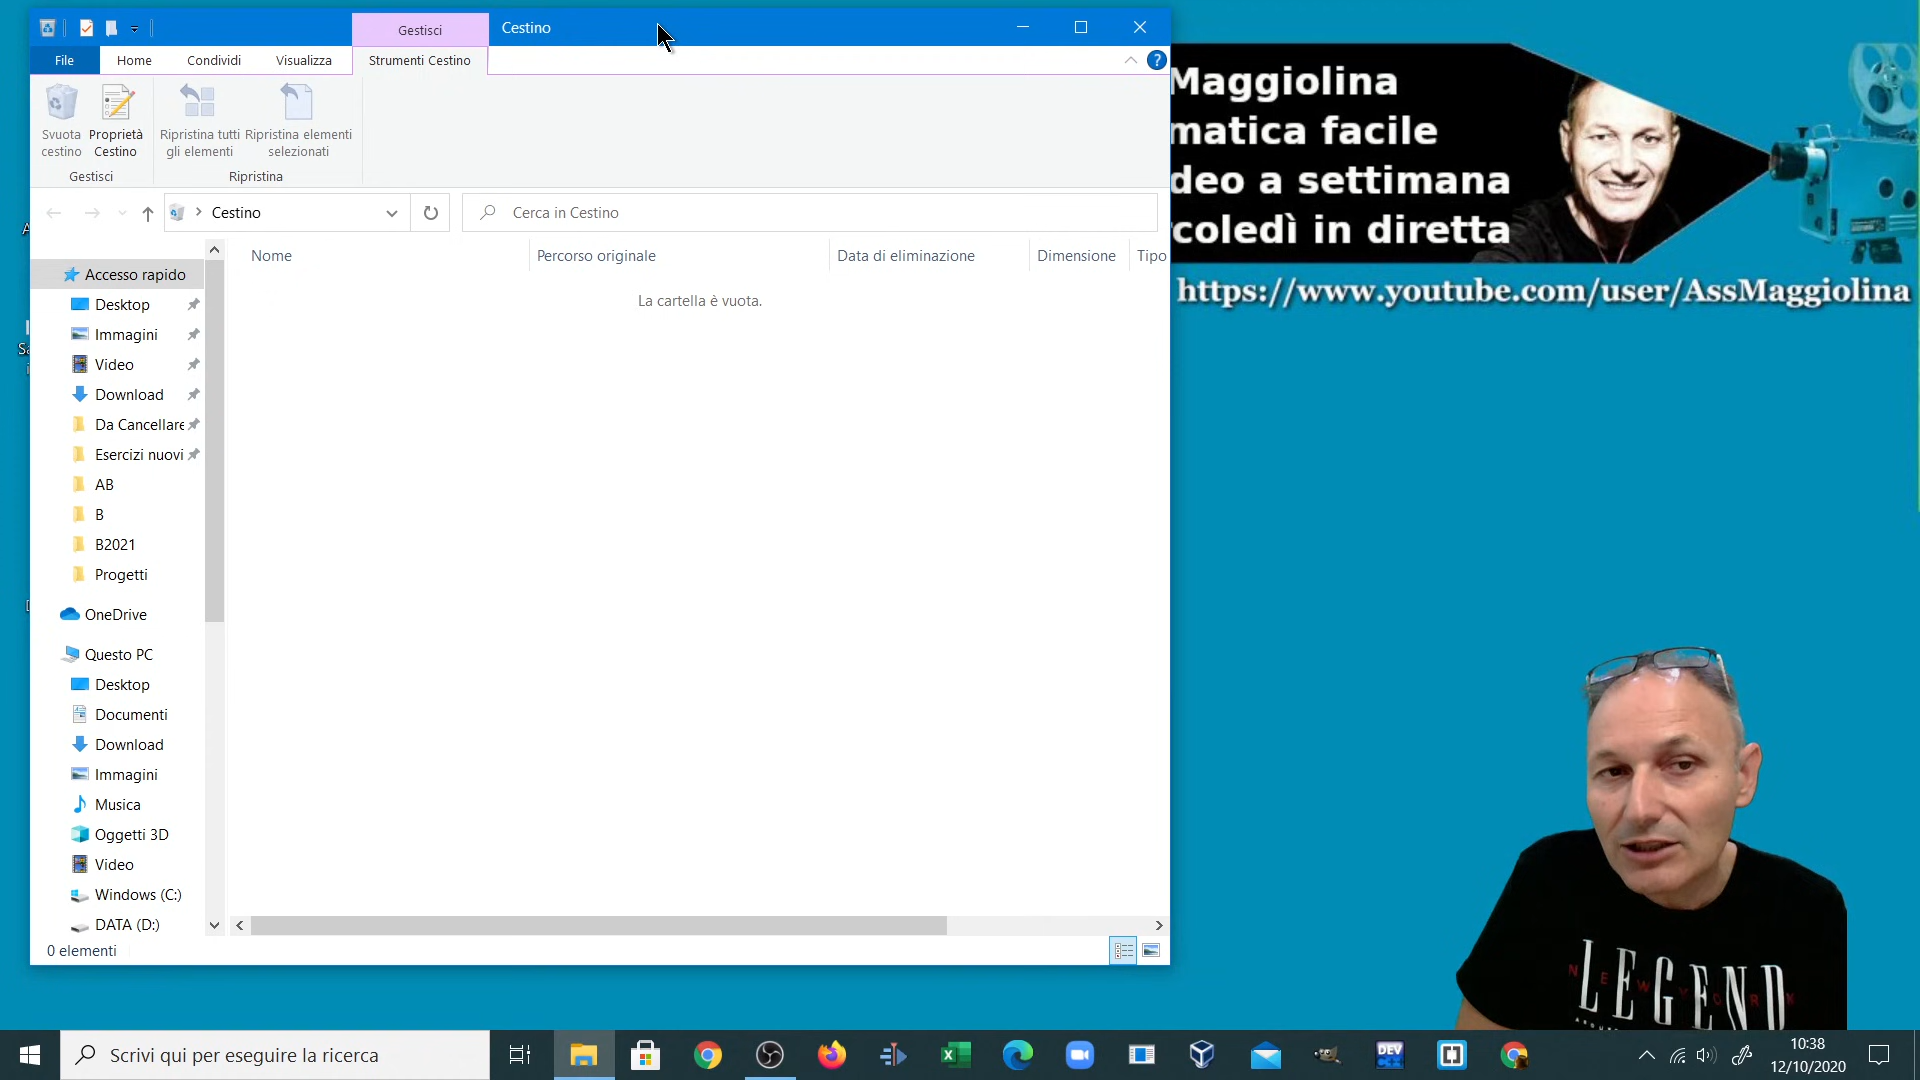 Gestisci
Cestino
File
Home
Condividi
Visualizza
Strumenti Cestino
?
Svuota
cestino
Proprietà
Cestino
Ripristina tutti
gli elementi
Ripristina elementi
selezionati
Gestisci
Ripristina
Cestino
Cerca in Cestino
Nome
Percorso originale
Data di eliminazione
Dimensione
Tipo
La cartella è vuota.
Accesso rapido
Desktop
Immagini
Video
Download
Da Cancellare
Esercizi nuovi
AB
B
B2021
Progetti
OneDrive
Questo PC
Desktop
Documenti
Download
Immagini
Musica
Oggetti 3D
Video
Windows (C:)
DATA (D:)
0 elementi
Maggiolina
matica facile
deo a settimana
coledì in diretta
https://www.youtube.com/user/AssMaggiolina
NEW YORK
LEGEND
Scrivi qui per eseguire la ricerca
DEV
10:38
12/10/2020